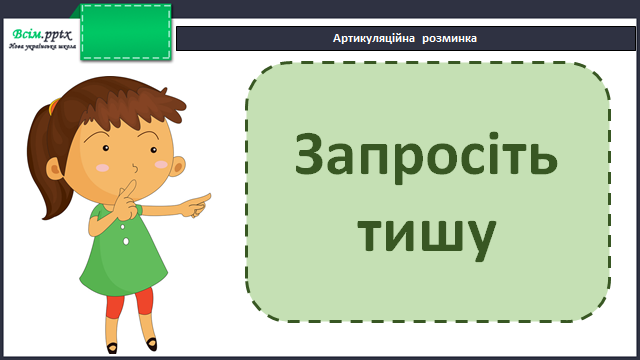 Всім.pptx
Нова українська школа
Артикуляційна розминка
Запросіть
тишу